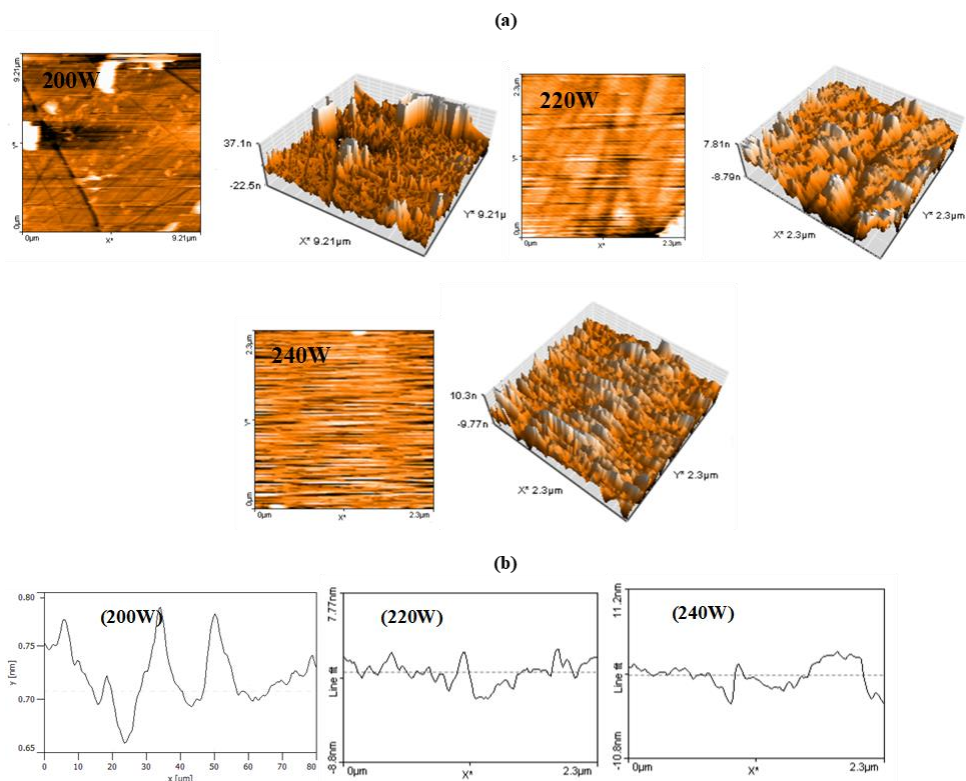 (a)
200W
9.21µm
Y*
0µm
0µm
X*
9.21µm
37.1n
-22.5n
X* 9.21µm
Y* 9.21µ
220W
2.3µm
Y*
0µm
0µm
X*
2.3µm
7.81n
-8.79n
X* 2.3µm
Y* 2.3µm
240W
2.3µm
Y*
0µm
0µm
X*
2.3µm
10.3n
-9.77n
X* 2.3µm
Y* 2.3µm
(b)
(200W)
0.80
0.75
0.70
0.65
y [nm]
0 10 20 30 40 50 60 70 80
x [µm]
(220W)
7.77nm
Line fit
-8.8nm
0µm
X*
2.3µm
(240W)
11.2nm
Line fit
-10.8nm
0µm
X*
2.3µm